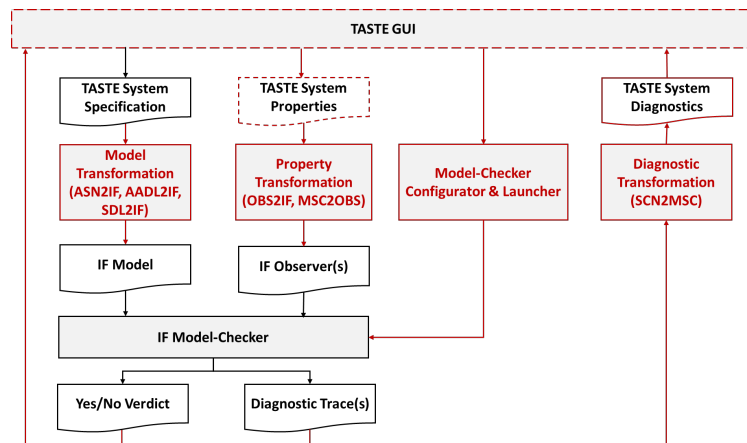 TASTE GUI
TASTE System
Specification
TASTE System
Properties
TASTE System
Diagnostics
Model
Transformation
(ASN2IF, AADL2IF,
SDL2IF)
Property
Transformation
(OBS2IF, MSC2OBS)
Model-Checker
Configurator & Launcher
Diagnostic
Transformation
(SCN2MSC)
IF Model
IF Observer(s)
IF Model-Checker
Yes/No Verdict
Diagnostic Trace(s)